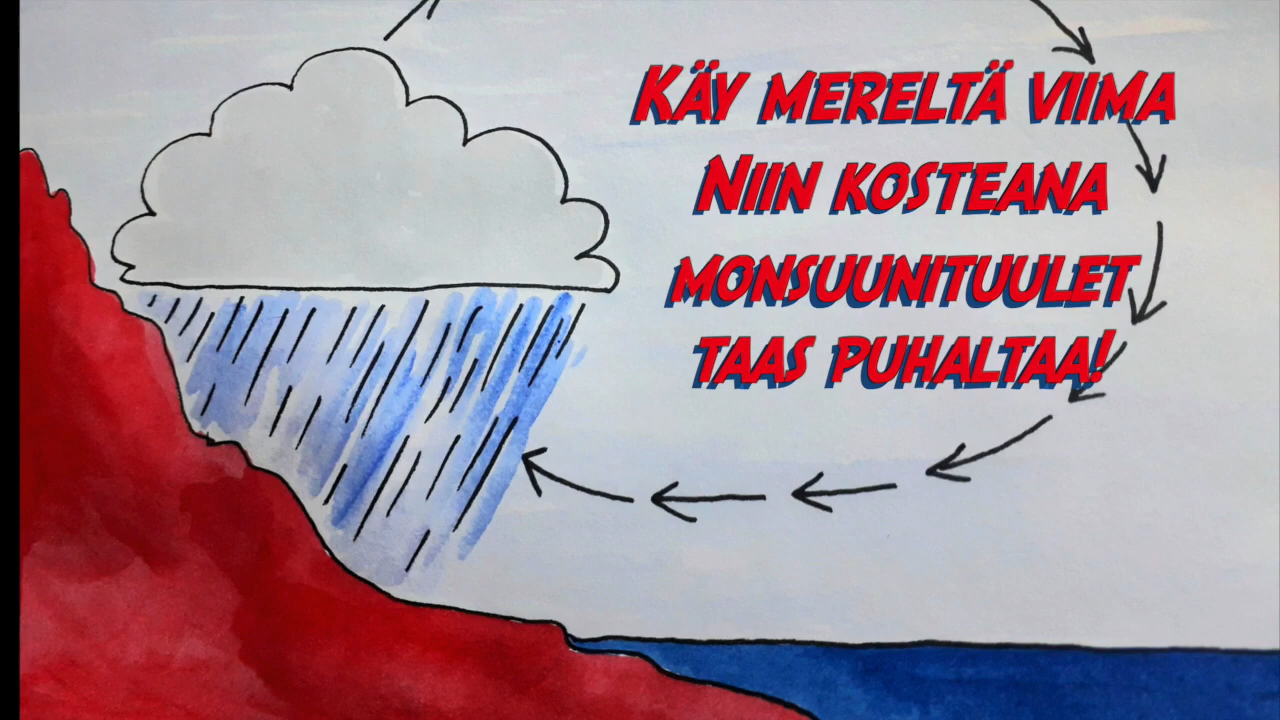 Käy mereltä viima
Niin kosteana
monsuunituulet
taas puhaltaa!